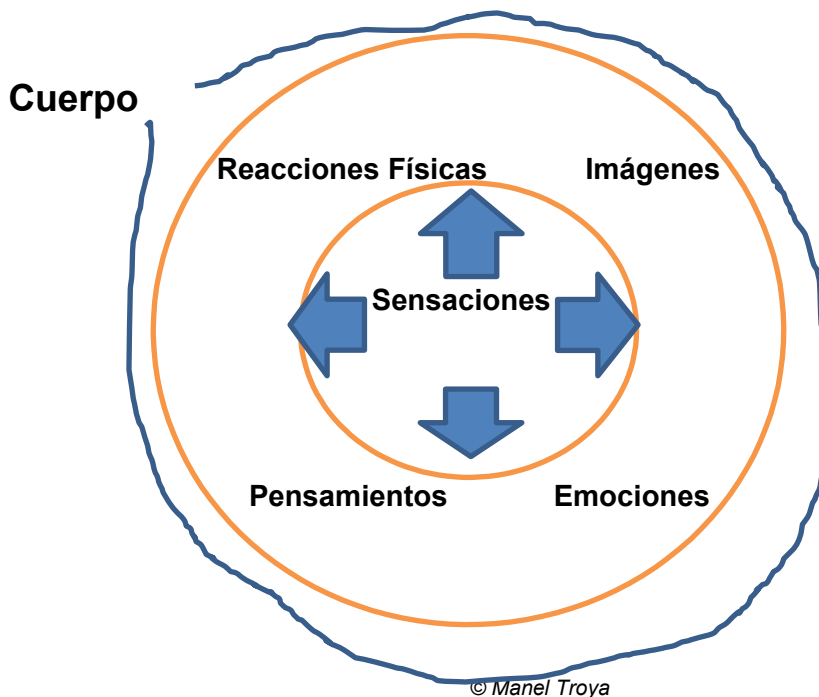 Cuerpo
Reacciones Físicas
Imágenes
Sensaciones
Pensamientos
Emociones
© Manel Troya